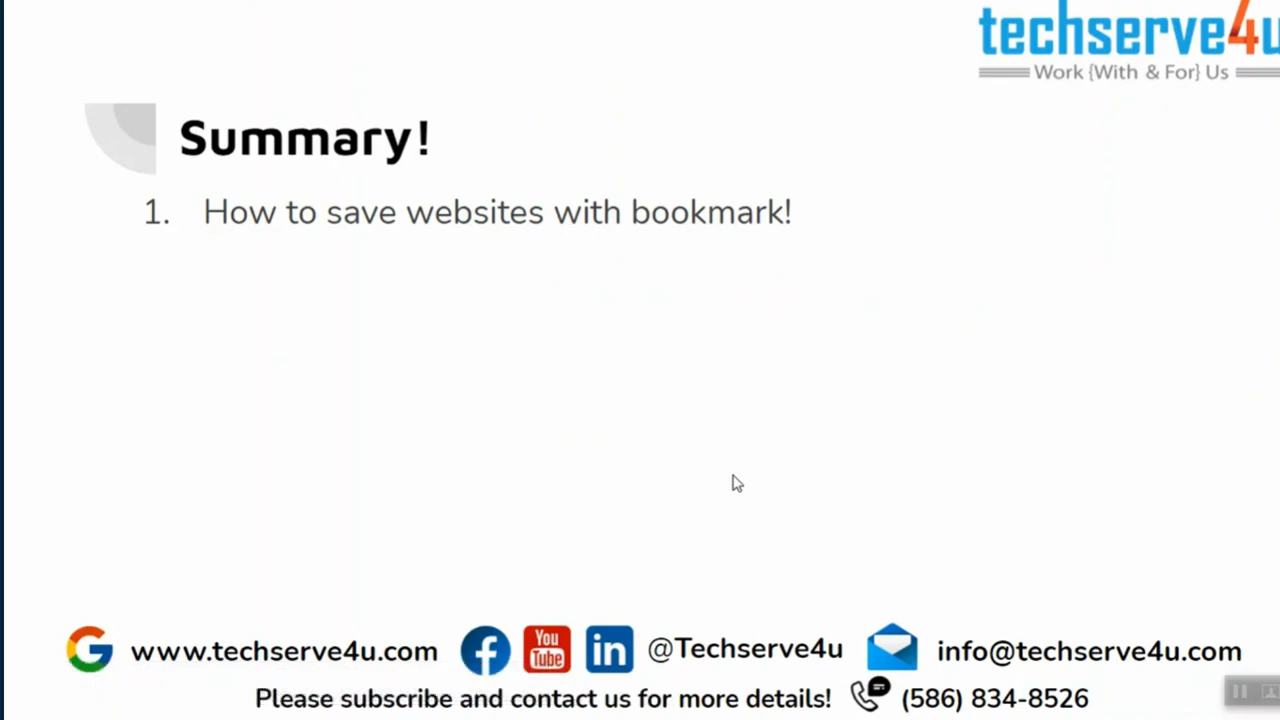 techserve4u
Work {With & For} Us
Summary!
1. How to save websites with bookmark!
www.techserve4u.com
You
Tube
in
@Techserve4u
info@techserve4u.com
Please subscribe and contact us for more details!
(586) 834-8526